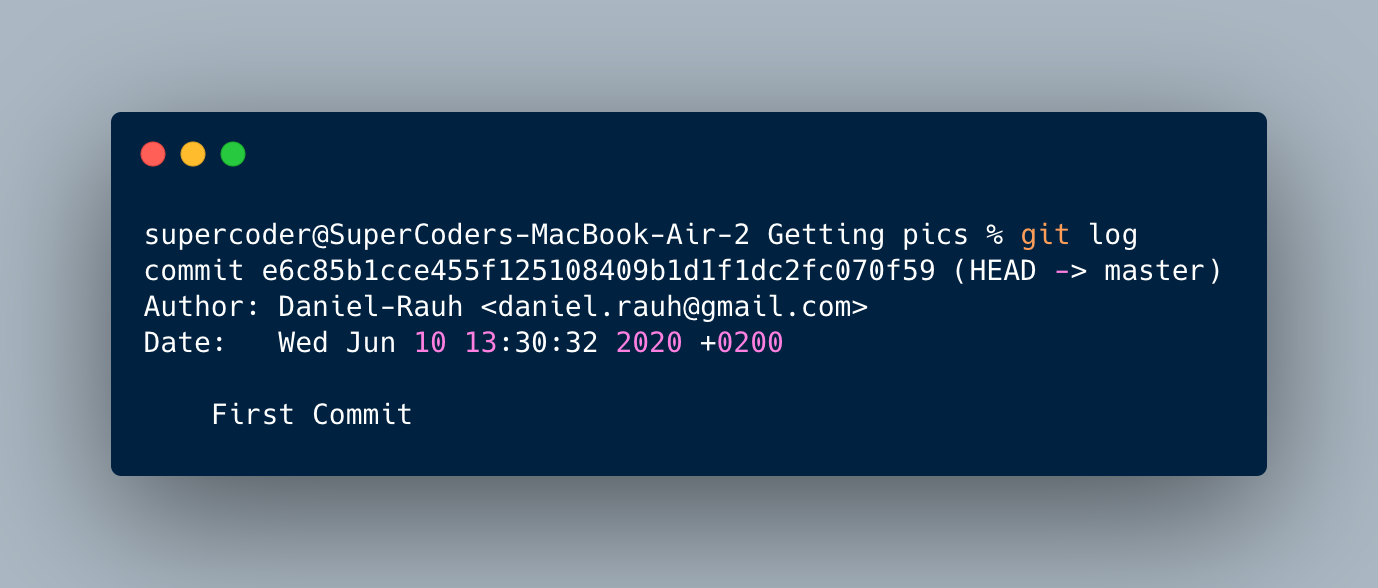 supercoder@SuperCoders-MacBook-Air-2 Getting pics % git log
commit e6c85b1cce455f125108409b1d1f1dc2fc070f59 (HEAD -> master)
Author: Daniel-Rauh <daniel.rauh@gmail.com>
Date:   Wed Jun 10 13:30:32 2020 +0200
    First Commit